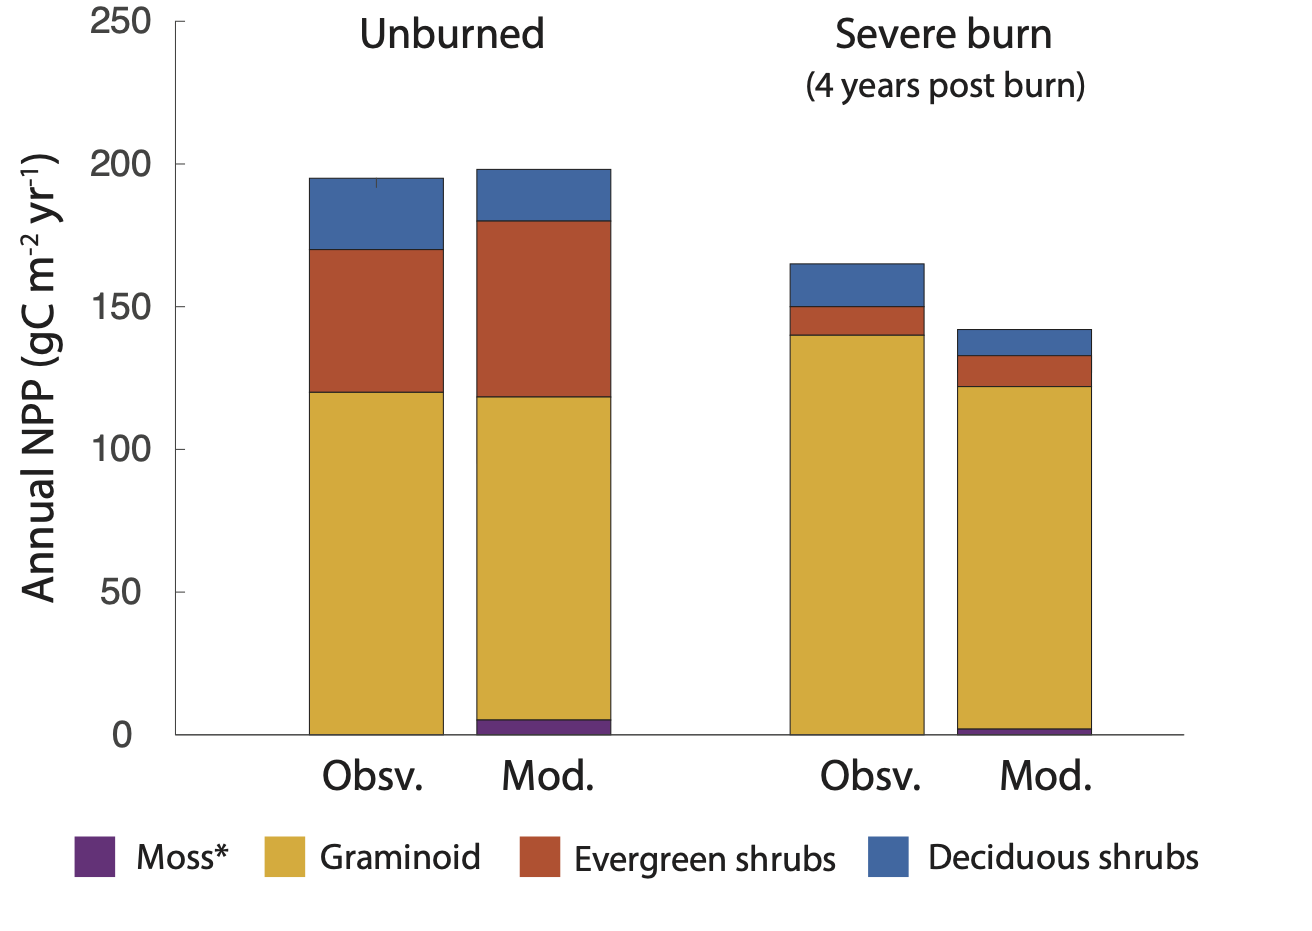 Unburned
Severe burn
(4 years post burn)
Annual NPP (gC m⁻² yr⁻¹)
250
200
150
100
50
0
Obsv.
Mod.
Obsv.
Mod.
Moss*
Graminoid
Evergreen shrubs
Deciduous shrubs